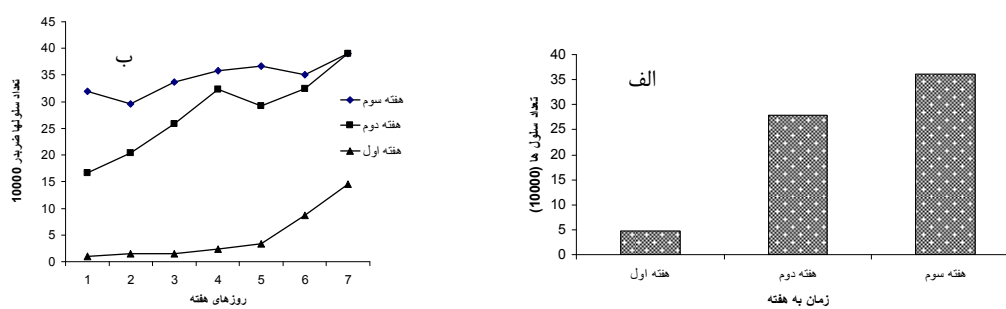 الف
تعداد سلول ها (10000)
40
35
30
25
20
15
10
5
0
هفته اول
هفته دوم
هفته سوم
زمان به هفته
ب
تعداد سلولها ضربدر 10000
45
40
35
30
25
20
15
10
5
0
1 2 3 4 5 6 7
روزهای هفته
هفته سوم
هفته دوم
هفته اول